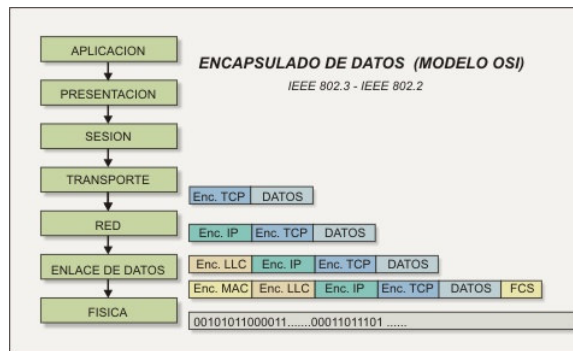 APLICACION
ENCAPSULADO DE DATOS (MODELO OSI)
IEEE 802.3 - IEEE 802.2
PRESENTACION
SESION
TRANSPORTE
Enc. TCP DATOS
RED
Enc. IP Enc. TCP DATOS
ENLACE DE DATOS
Enc. LLC Enc. IP Enc. TCP DATOS
Enc. MAC Enc. LLC Enc. IP Enc. TCP DATOS FCS
FISICA
00101011000011.......00011011101 ......